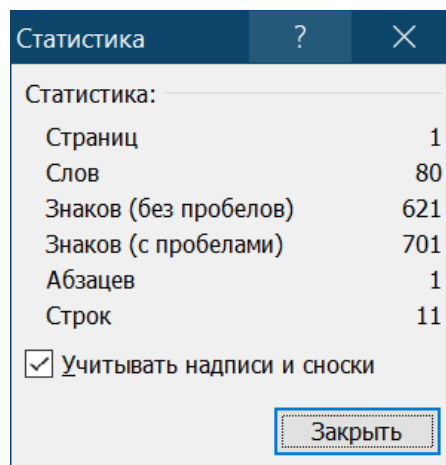 Статистика ?
Статистика:
Страниц 1
Слов 80
Знаков (без пробелов) 621
Знаков (с пробелами) 701
Абзацев 1
Строк 11
Учитывать надписи и сноски
Закрыть